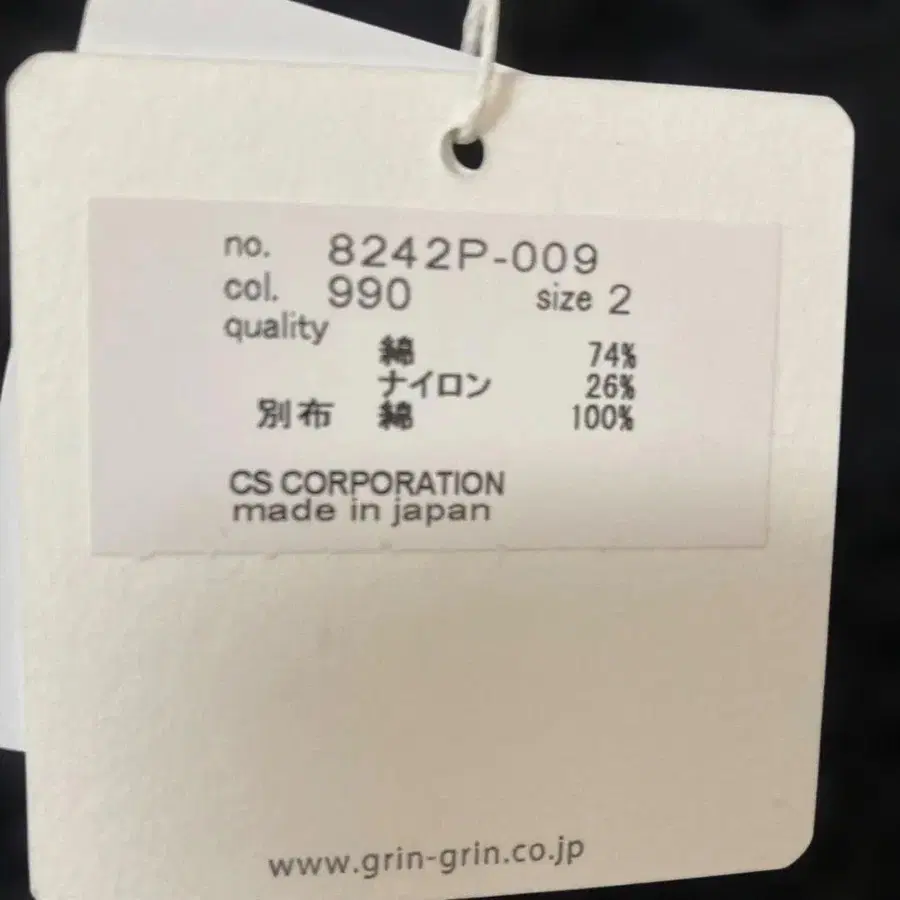 no. 8242P-009
col. 990 size 2
quality
綿 74%
ナイロン 26%
別布 綿 100%
CS CORPORATION
made in japan
www.grin-grin.co.jp